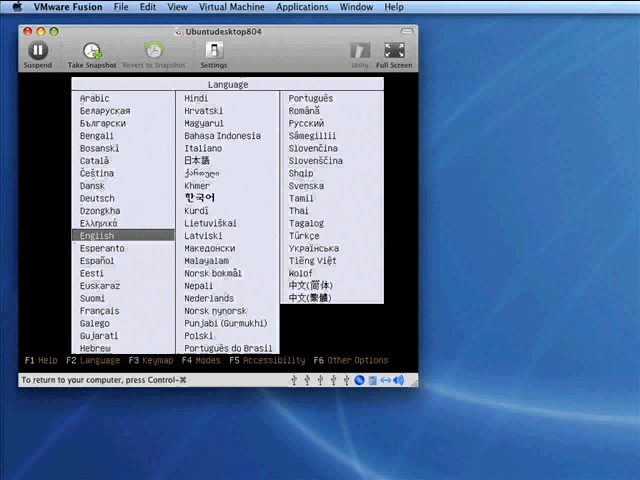 VMware Fusion File Edit View Virtual Machine Applications Window Help
Ubuntudesktop804
Suspend Take Snapshot Revert to Snapshot Settings Unity Full Screen
Language
Arabic
Беларуская
Български
Bengali
Bosanski
Català
Čeština
Dansk
Deutsch
Dzongkha
Ελληνικά
English
Esperanto
Español
Eesti
Euskaraz
Suomi
Français
Galego
Gujarati
Hebrew
Hindi
Hrvatski
Magyarul
Bahasa Indonesia
Italiano
日本語
ქართული
Khmer
한국어
Kurdî
Lietuviškai
Latviski
Македонски
Malayalam
Norsk bokmål
Nepali
Nederlands
Norsk nynorsk
Punjabi (Gurmukhi)
Polski
Português do Brasil
Português
Română
Русский
Sámegillii
Slovenčina
Slovenščina
Shqip
Svenska
Tamil
Thai
Tagalog
Türkçe
Українська
Tiếng Việt
Wolof
中文(简体)
中文(繁體)
F1 Help F2 Language F3 Keymap F4 Modes F5 Accessibility F6 Other Options
To return to your computer, press Control-⌘